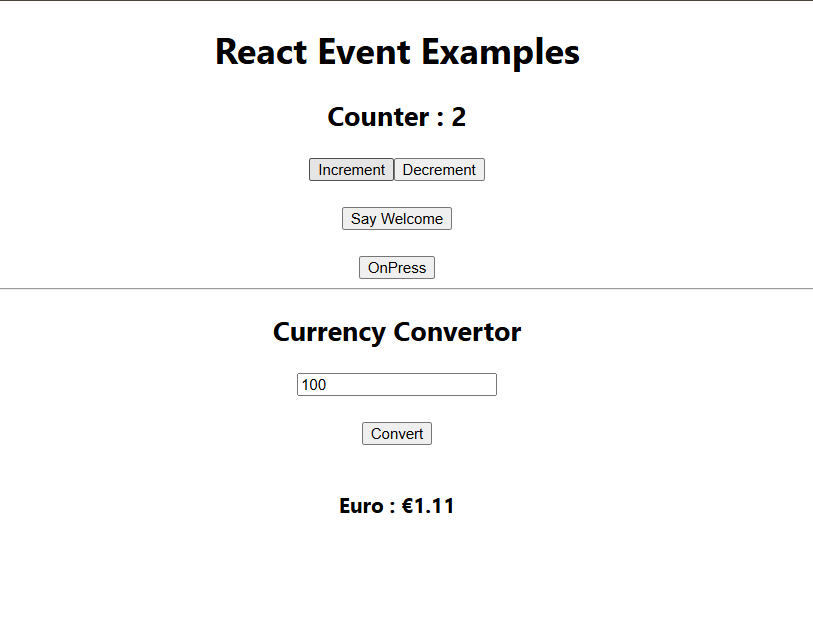 React Event Examples
Counter : 2
Increment Decrement
Say Welcome
OnPress
Currency Convertor
100
Convert
Euro : €1.11